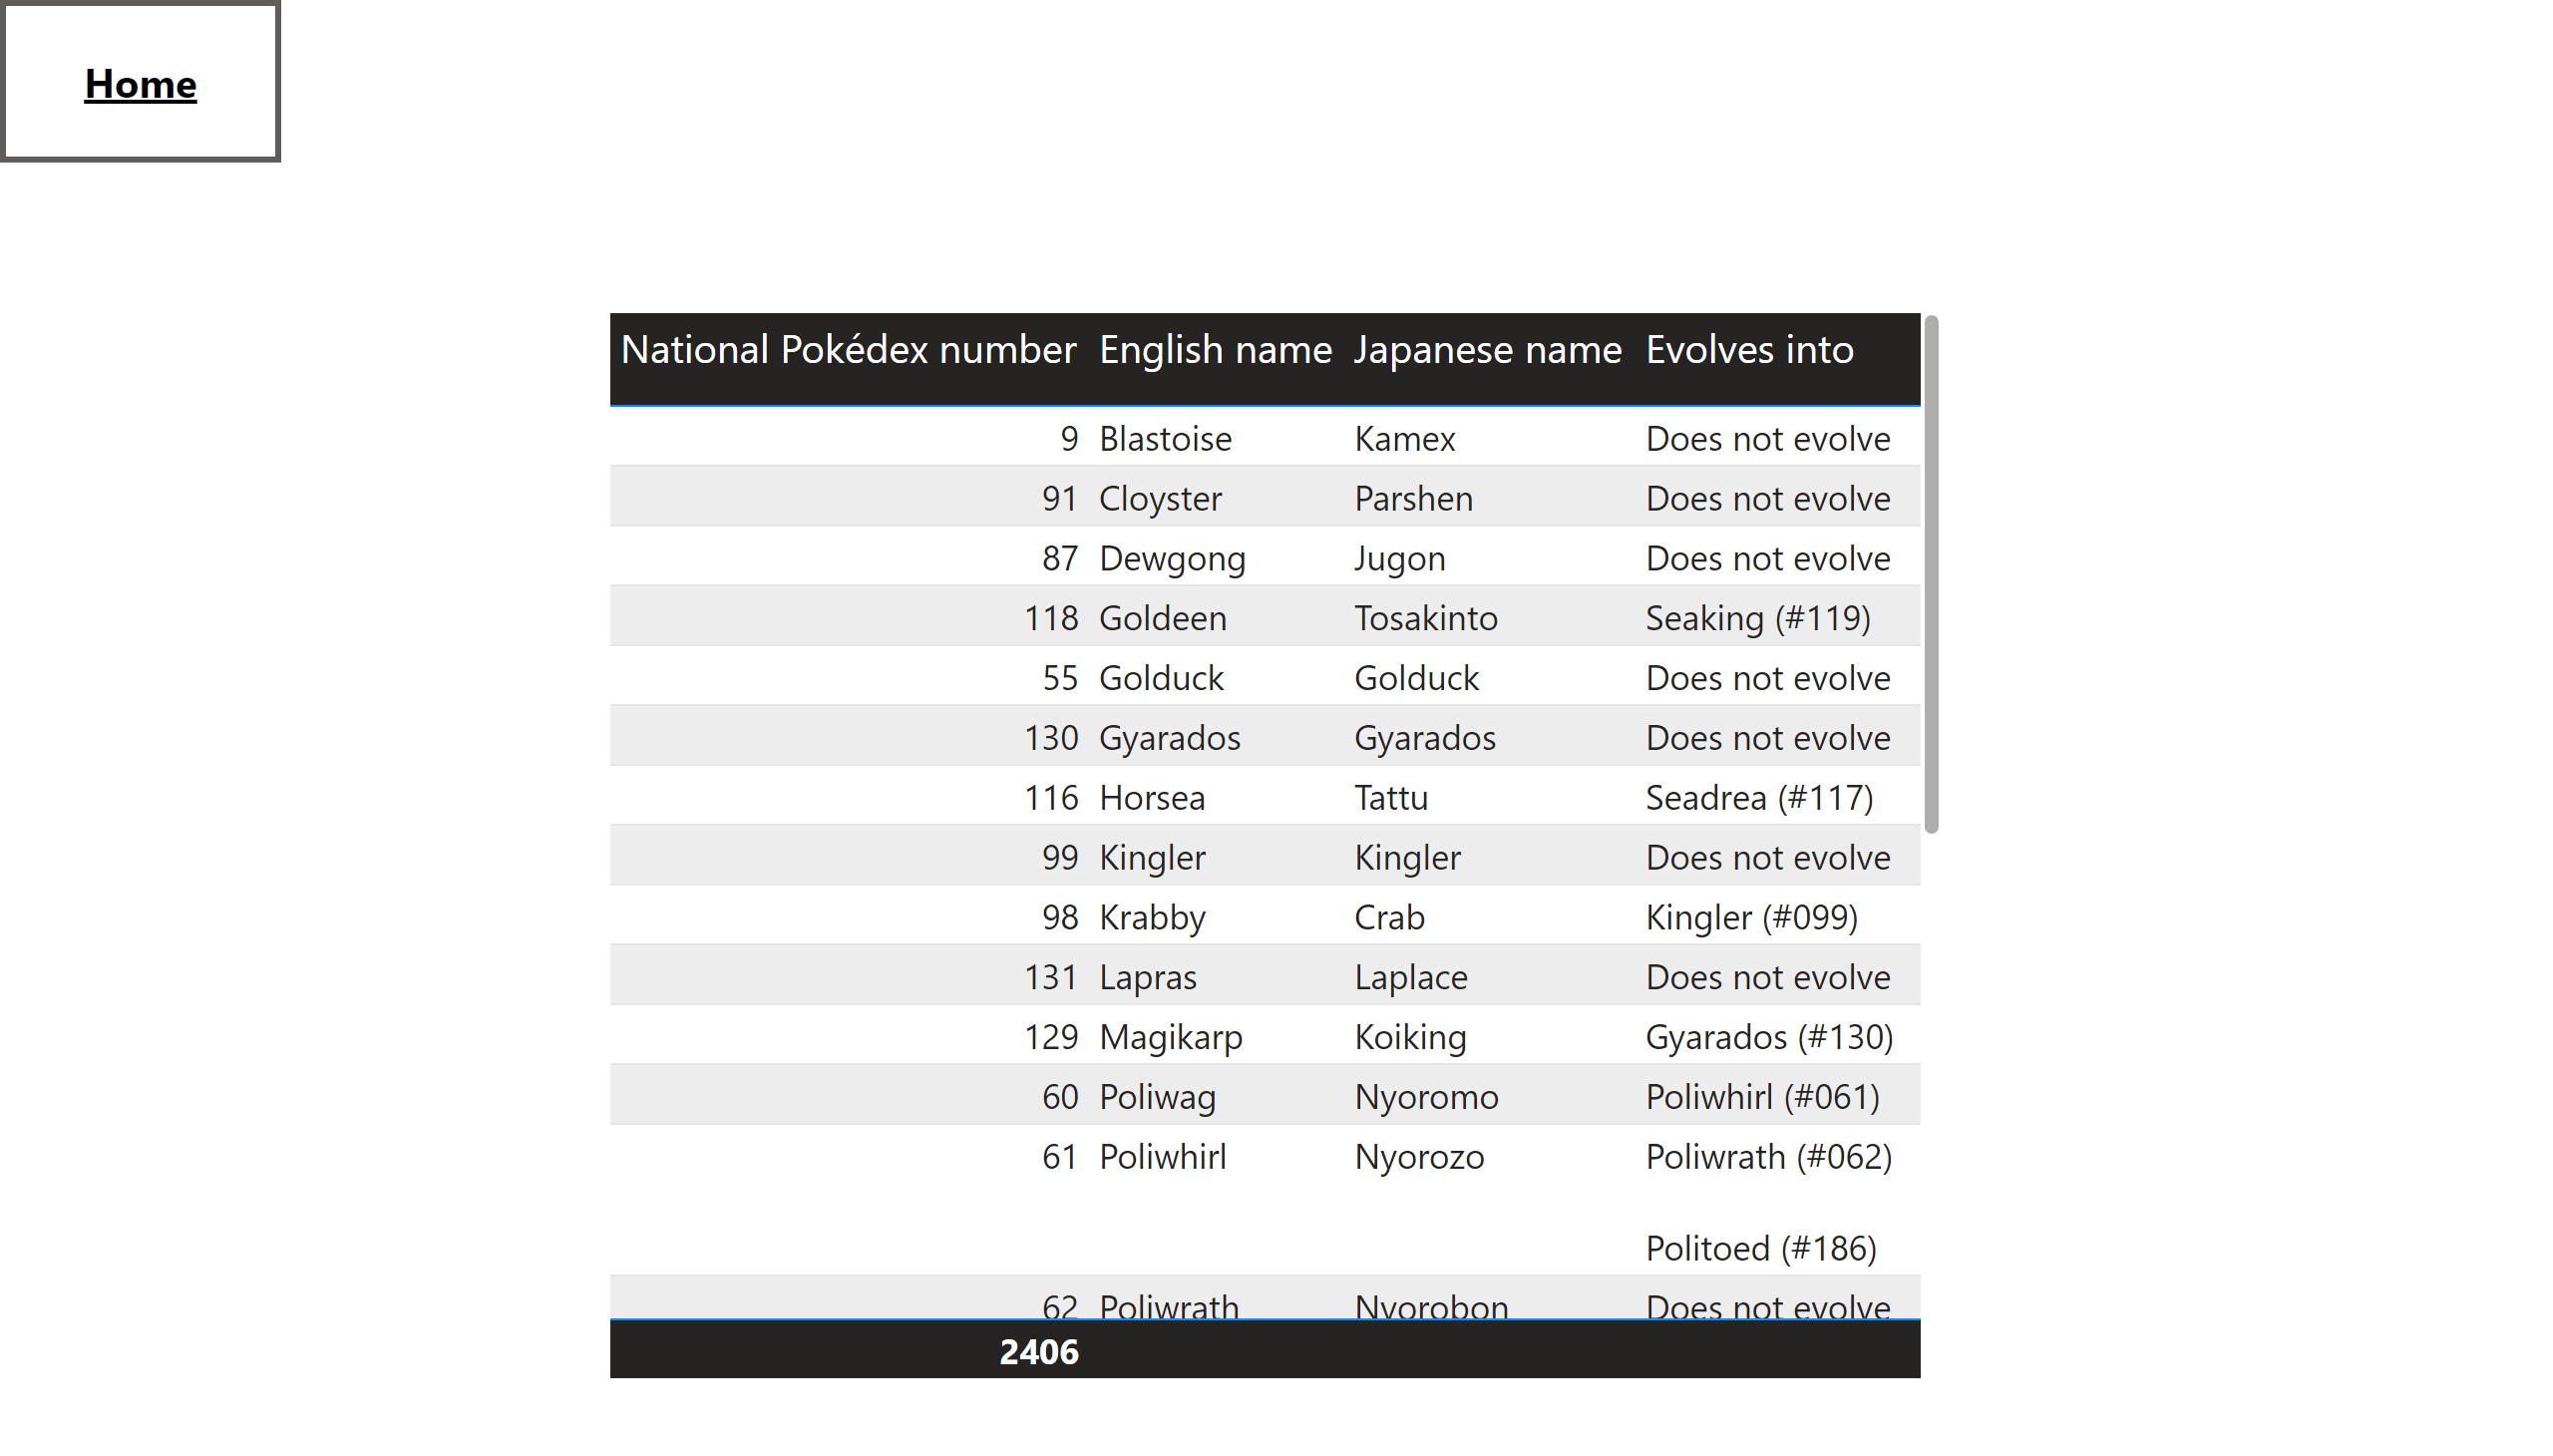 Home
National Pokédex number English name Japanese name Evolves into
9 Blastoise Kamex Does not evolve
91 Cloyster Parshen Does not evolve
87 Dewgong Jugon Does not evolve
118 Goldeen Tosakinto Seaking (#119)
55 Golduck Golduck Does not evolve
130 Gyarados Gyarados Does not evolve
116 Horsea Tattu Seadrea (#117)
99 Kingler Kingler Does not evolve
98 Krabby Crab Kingler (#099)
131 Lapras Laplace Does not evolve
129 Magikarp Koiking Gyarados (#130)
60 Poliwag Nyoromo Poliwhirl (#061)
61 Poliwhirl Nyorozo Poliwrath (#062)
Politoed (#186)
62 Poliwrath Nyorobon Does not evolve
2406